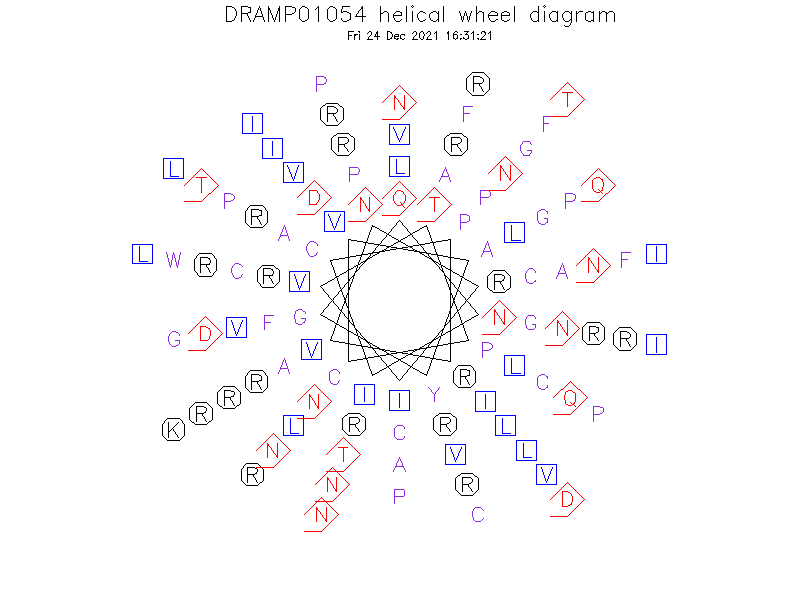 DRAMP01054 helical wheel diagram
Fri 24 Dec 2021 16:31:21
P R
N T
R F
I F
V
R R
I G
L L
V P A N
T Q
P D N Q T P P
R V P G
A L
C A
L W R C R V R C A N F I
G D V F G N G N R R I
V P
A L
R C R C
R N I I Y I Q
R P
K L R C R L
N T V L
A
R V
N R
P D
N C